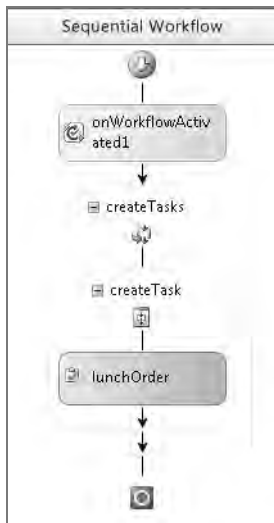 Sequential Workflow
onWorkflowActiv
ated1
createTasks
createTask
lunchOrder